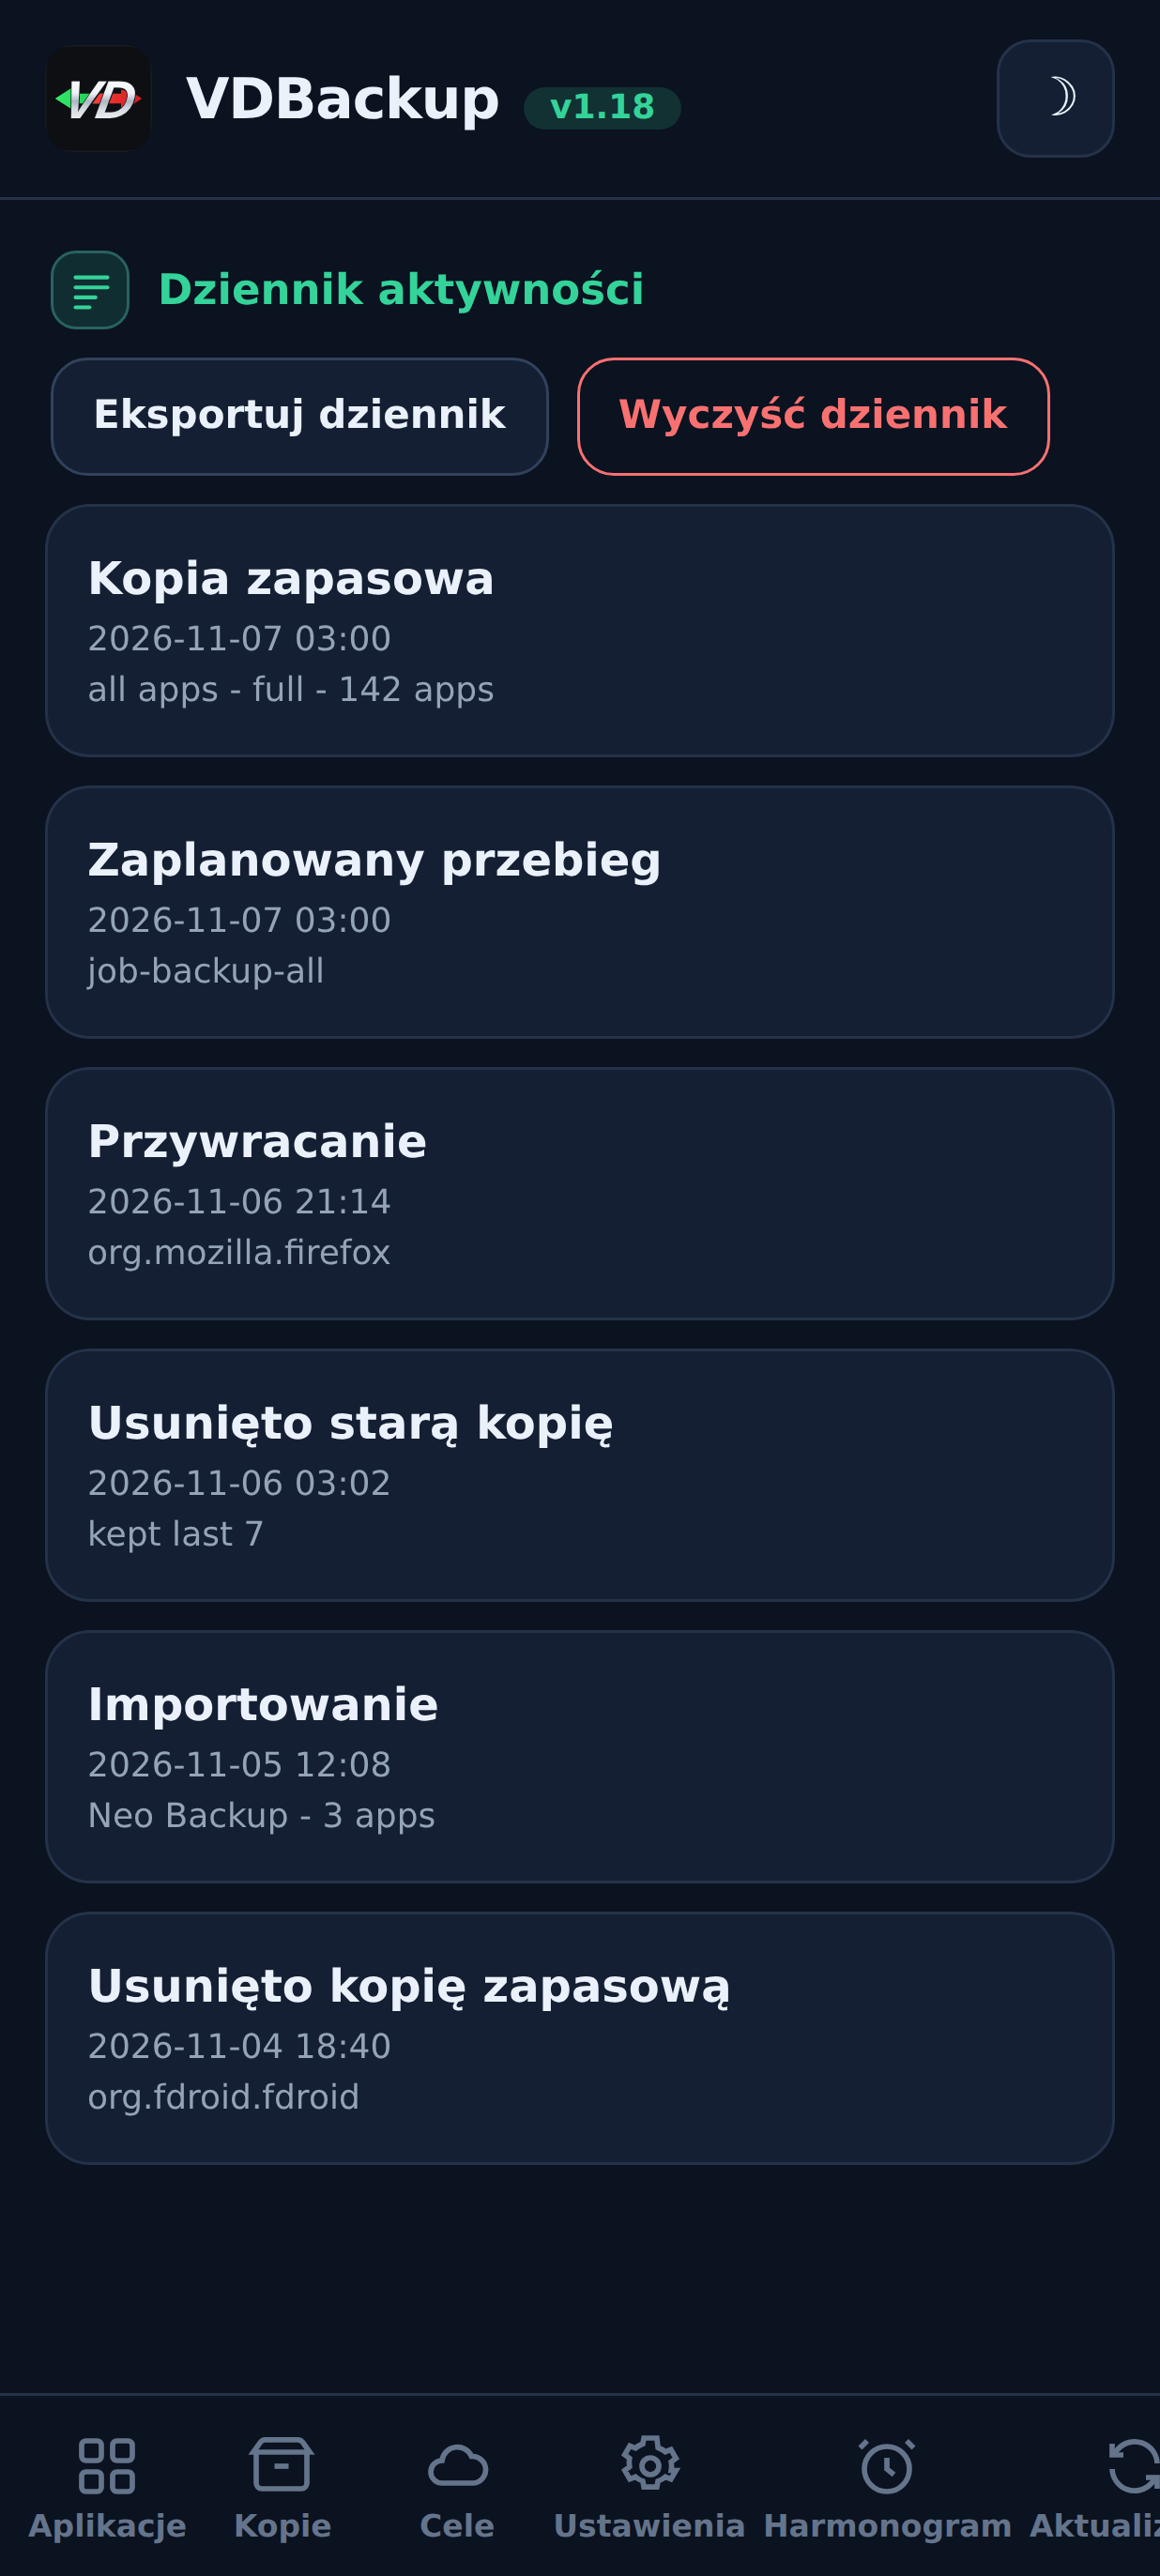 VD
VDBackup
v1.18
Dziennik aktywności
Eksportuj dziennik
Wyczyść dziennik
Kopia zapasowa
2026-11-07 03:00
all apps - full - 142 apps
Zaplanowany przebieg
2026-11-07 03:00
job-backup-all
Przywracanie
2026-11-06 21:14
org.mozilla.firefox
Usunięto starą kopię
2026-11-06 03:02
kept last 7
Importowanie
2026-11-05 12:08
Neo Backup - 3 apps
Usunięto kopię zapasową
2026-11-04 18:40
org.fdroid.fdroid
Aplikacje
Kopie
Cele
Ustawienia
Harmonogram